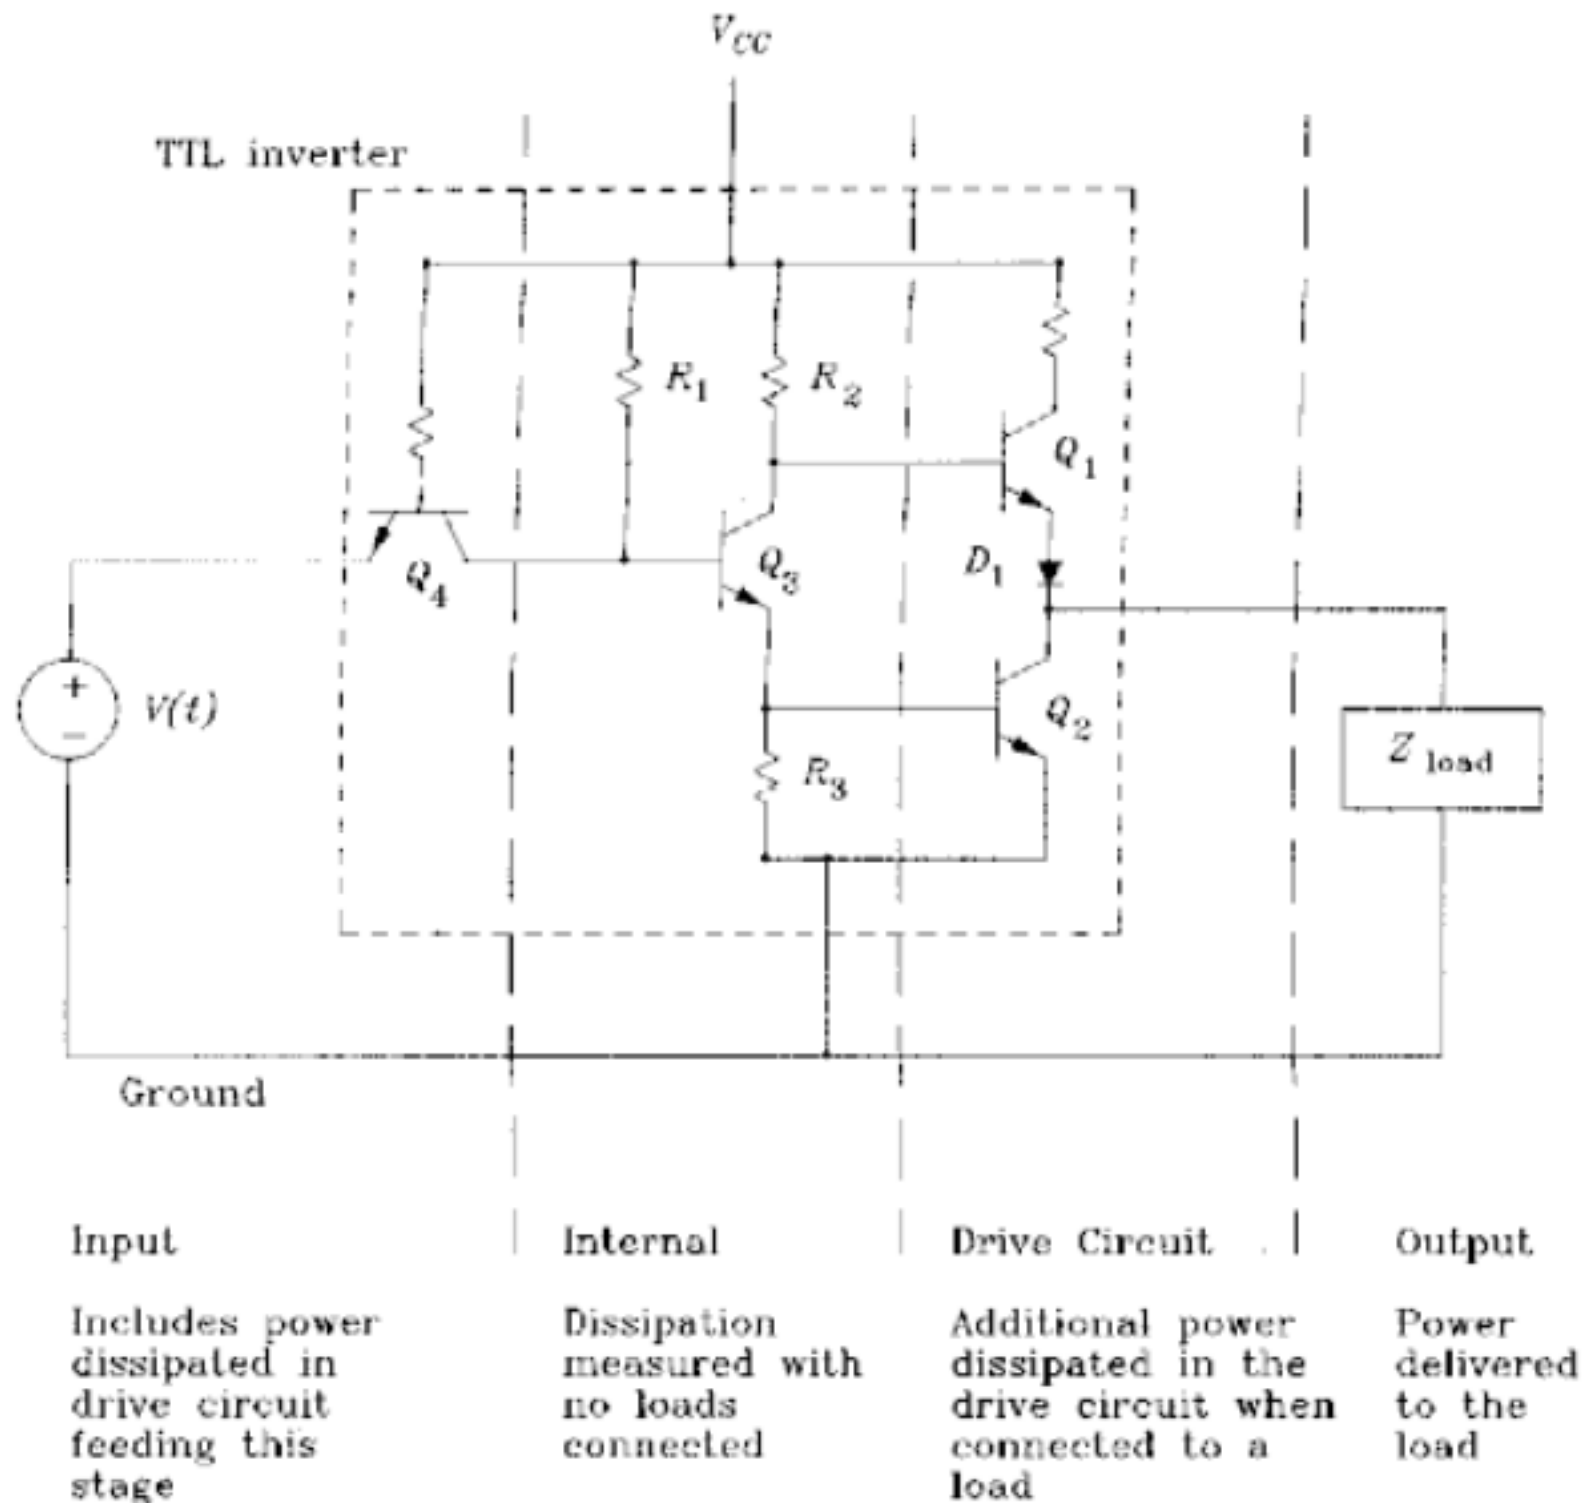 V_CC
TTL inverter
R_1
R_2
Q_1
Q_4
Q_3
D_1
+
−
V(t)
Q_2
R_3
Z_load
Ground
Input
Includes power
dissipated in
drive circuit
feeding this
stage
Internal
Dissipation
measured with
no loads
connected
Drive Circuit
Additional power
dissipated in the
drive circuit when
connected to a
load
Output
Power
delivered
to the
load